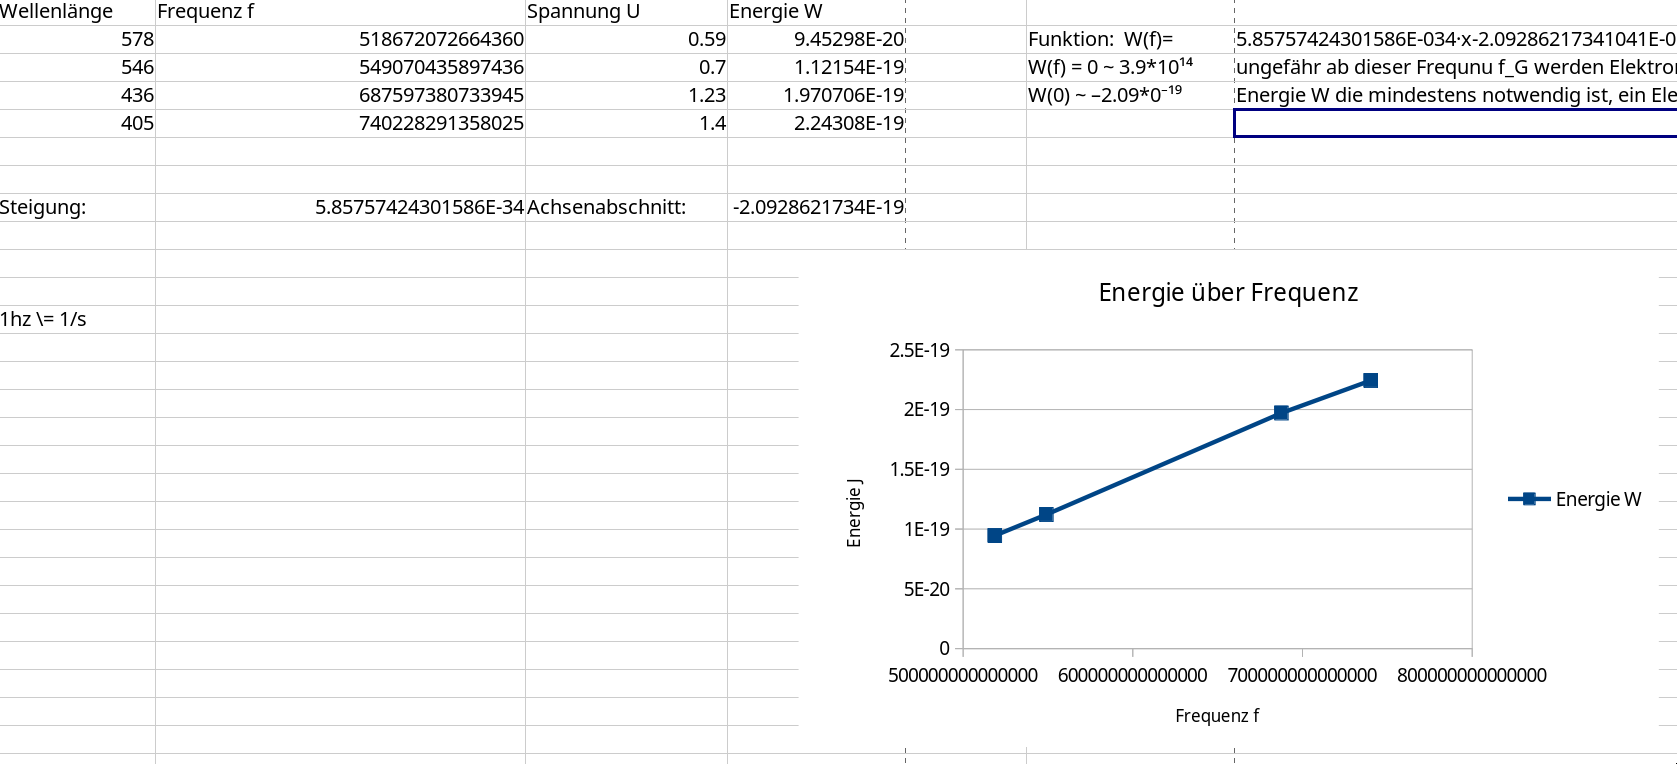 Wellenlänge Frequenz f Spannung U Energie W
578 518672072664360 0.59 9.45298E-20 Funktion:  W(f)= 5.85757424301586E-034·x-2.09286217341041E-0
546 549070435897436 0.7 1.12154E-19 W(f) = 0 ~ 3.9*10¹⁴ ungefähr ab dieser Frequnu f_G werden Elektron
436 687597380733945 1.23 1.970706E-19 W(0) ~ –2.09*0⁻¹⁹ Energie W die mindestens notwendig ist, ein Ele
405 740228291358025 1.4 2.24308E-19
Steigung: 5.85757424301586E-34 Achsenabschnitt: -2.0928621734E-19
1hz \= 1/s
Energie über Frequenz
2.5E-19
2E-19
1.5E-19
1E-19
5E-20
0
Energie J
Energie W
500000000000000 600000000000000 700000000000000 800000000000000
Frequenz f